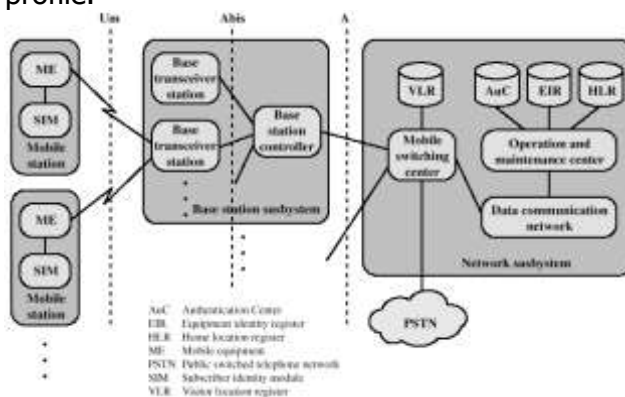 profile.
Um
Abis
A
ME
SIM
Mobile
station
ME
SIM
Mobile
station
Base
transceiver
station
Base
transceiver
station
Base
station
controller
Base station susbystem
VLR
AuC
EIR
HLR
Mobile
switching
center
Operation and
maintenance center
Data communication
network
Network susbystem
PSTN
AuC Authentication Center
EIR Equipment identity register
HLR Home location register
ME Mobile equipment
PSTN Public switched telephone network
SIM Subscriber identity module
VLR Visitor location register